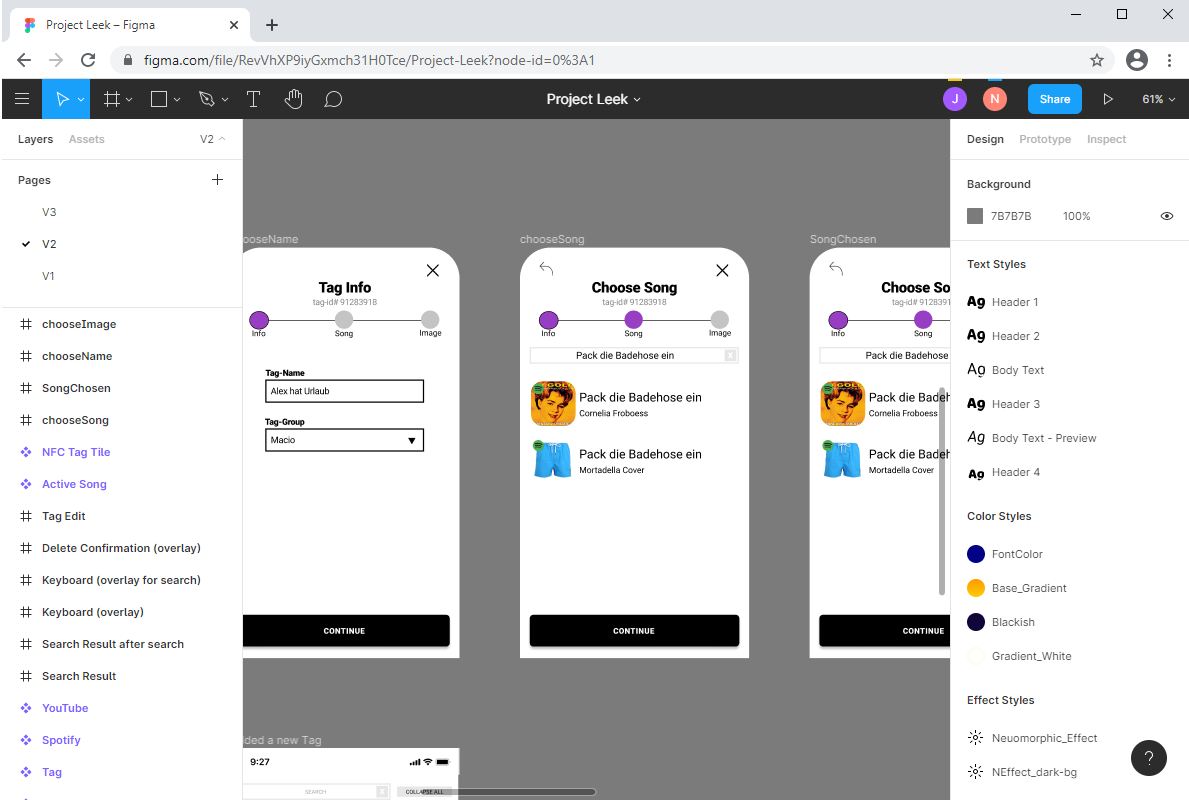 Project Leek – Figma
figma.com/file/RevVhXP9iyGxmch31H0Tce/Project-Leek?node-id=0%3A1
Project Leek
J
N
Share
61%
Layers
Assets
V2
Pages
V3
V2
V1
chooseImage
chooseName
SongChosen
chooseSong
NFC Tag Tile
Active Song
Tag Edit
Delete Confirmation (overlay)
Keyboard (overlay for search)
Keyboard (overlay)
Search Result after search
Search Result
YouTube
Spotify
Tag
ooseName
Tag Info
tag-id# 91283918
Info
Song
Image
Tag-Name
Alex hat Urlaub
Tag-Group
Macio
CONTINUE
chooseSong
Choose Song
tag-id# 91283918
Info
Song
Image
Pack die Badehose ein
X
GOLD
Pack die Badehose ein
Cornelia Froboess
Pack die Badehose ein
Mortadella Cover
CONTINUE
SongChosen
Choose So
tag-id# 9128391
Info
Song
Pack die Badehose
GOLD
Pack die Badeh
Cornelia Froboess
Pack die Badeh
Mortadella Cover
CONTINUE
ded a new Tag
9:27
SEARCH
X
COLLAPSE ALL
Design
Prototype
Inspect
Background
7B7B7B
100%
Text Styles
Ag Header 1
Ag Header 2
Ag Body Text
Ag Header 3
Ag Body Text - Preview
Ag Header 4
Color Styles
FontColor
Base_Gradient
Blackish
Gradient_White
Effect Styles
Neuomorphic_Effect
NEffect_dark-bg
?